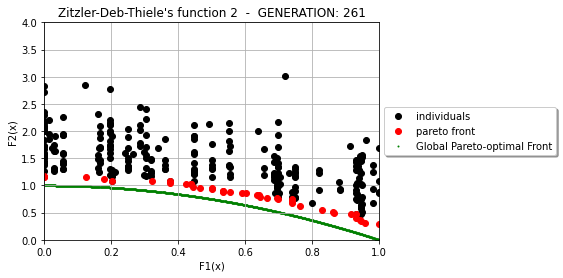 Zitzler-Deb-Thiele's function 2  -  GENERATION: 261
4.0
3.5
3.0
2.5
2.0
1.5
1.0
0.5
0.0
F2(x)
0.0 0.2 0.4 0.6 0.8 1.0
F1(x)
individuals
pareto front
Global Pareto-optimal Front